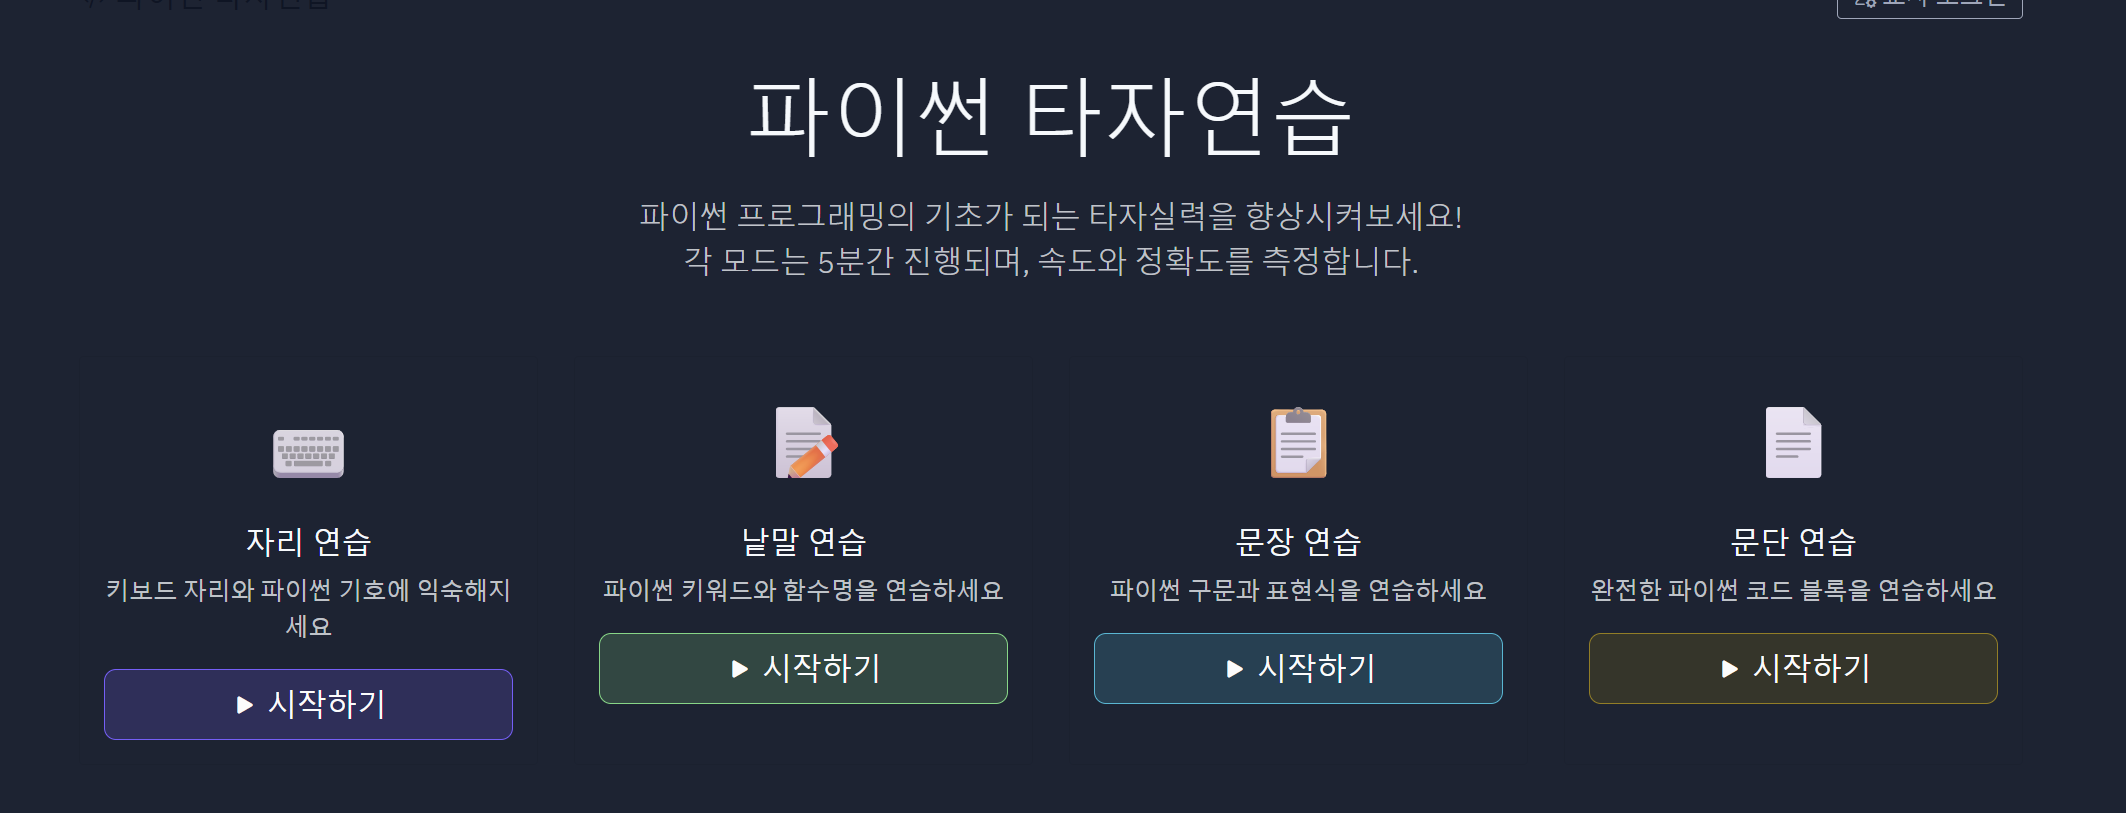 파이썬 타자연습
파이썬 프로그래밍의 기초가 되는 타자실력을 향상시켜보세요!
각 모드는 5분간 진행되며, 속도와 정확도를 측정합니다.
자리 연습
키보드 자리와 파이썬 기호에 익숙해지
세요
▶ 시작하기
낱말 연습
파이썬 키워드와 함수명을 연습하세요
▶ 시작하기
문장 연습
파이썬 구문과 표현식을 연습하세요
▶ 시작하기
문단 연습
완전한 파이썬 코드 블록을 연습하세요
▶ 시작하기